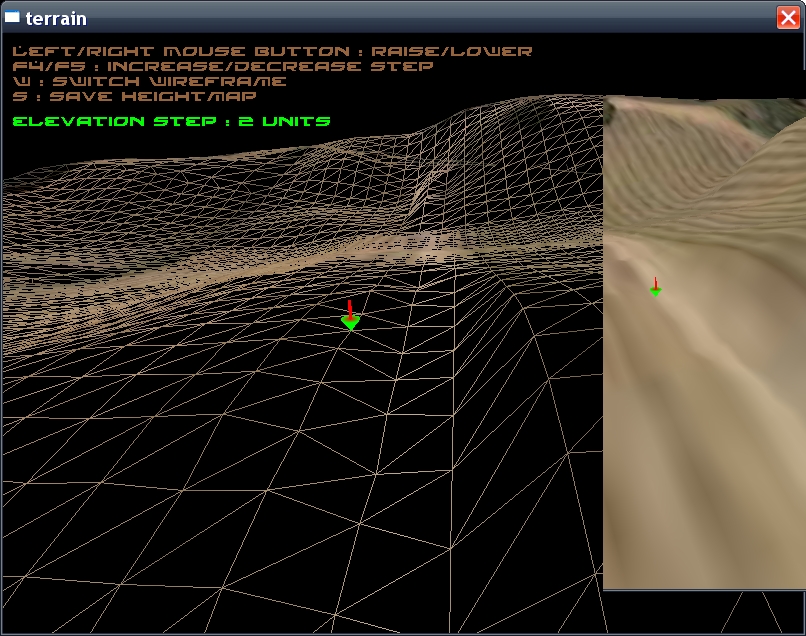 terrain
LEFT/RIGHT MOUSE BUTTON : RAISE/LOWER
F4/F5 : INCREASE/DECREASE STEP
W : SWITCH WIREFRAME
S : SAVE HEIGHTMAP
ELEVATION STEP : 2 UNITS